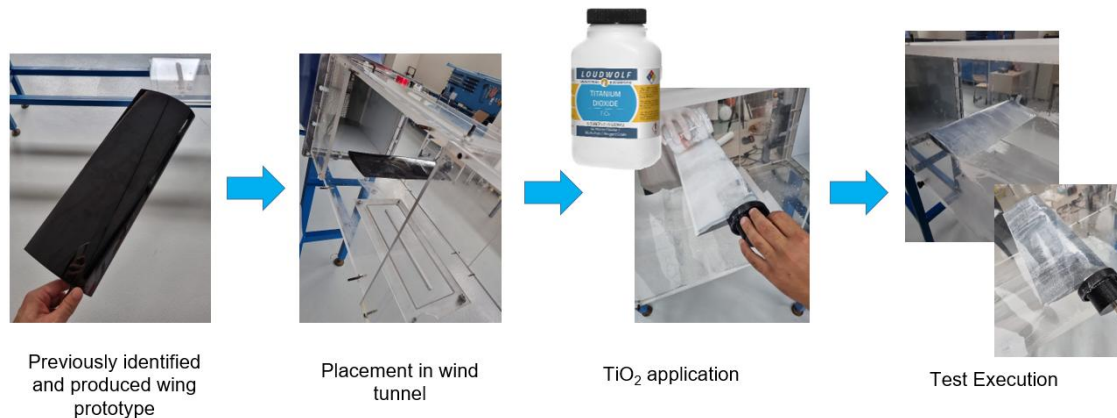 LOUDWOLF
TITANIUM
DIOXIDE
Previously identified
and produced wing
prototype
Placement in wind
tunnel
TiO₂ application
Test Execution